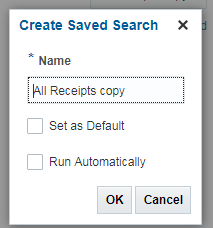 Create Saved Search ×
* Name
All Receipts copy
Set as Default
Run Automatically
OK Cancel